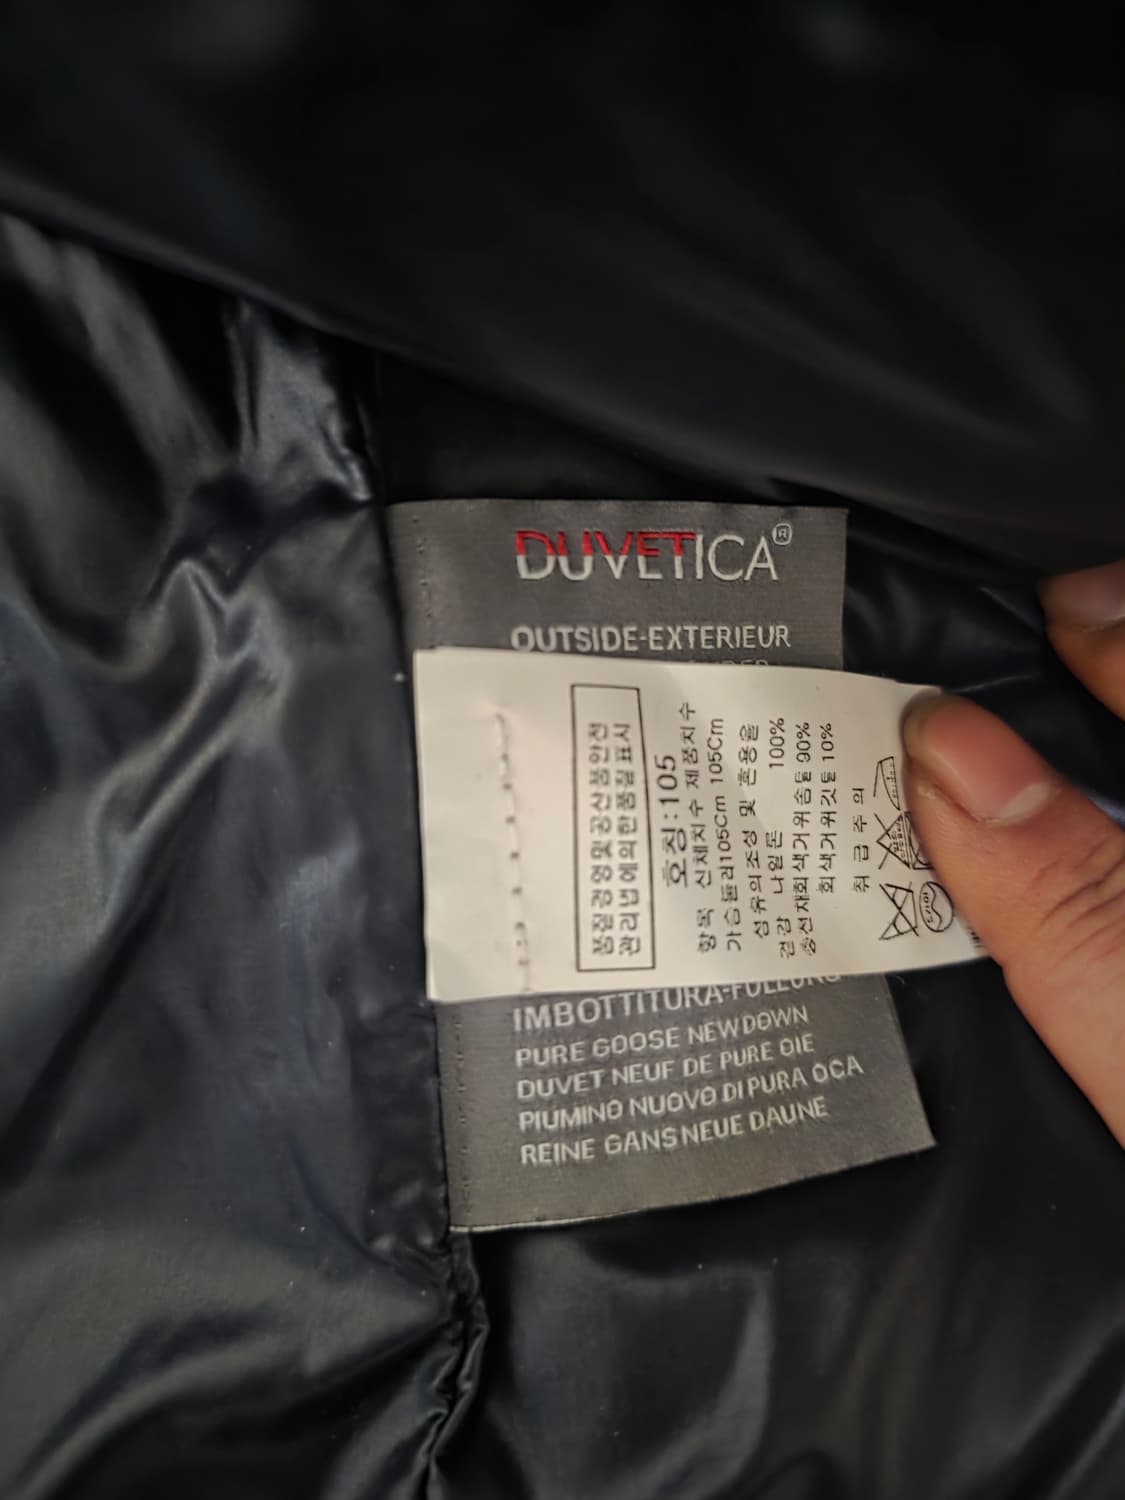 DUVETICA®
OUTSIDE-EXTERIEUR
품질경영및공산품안전
관리법에의한품질표시
호칭:105
항목 신체치수 제품치수
가슴둘레105Cm 105Cm
섬유의조성 및 혼용율
겉감 나일론 100%
충전재회색거위솜털90%
회색거위깃털10%
취급주의
IMBOTTITURA-FULLUNG
PURE GOOSE NEW DOWN
DUVET NEUF DE PURE OIE
PIUMINO NUOVO DI PURA OCA
REINE GANS NEUE DAUNE